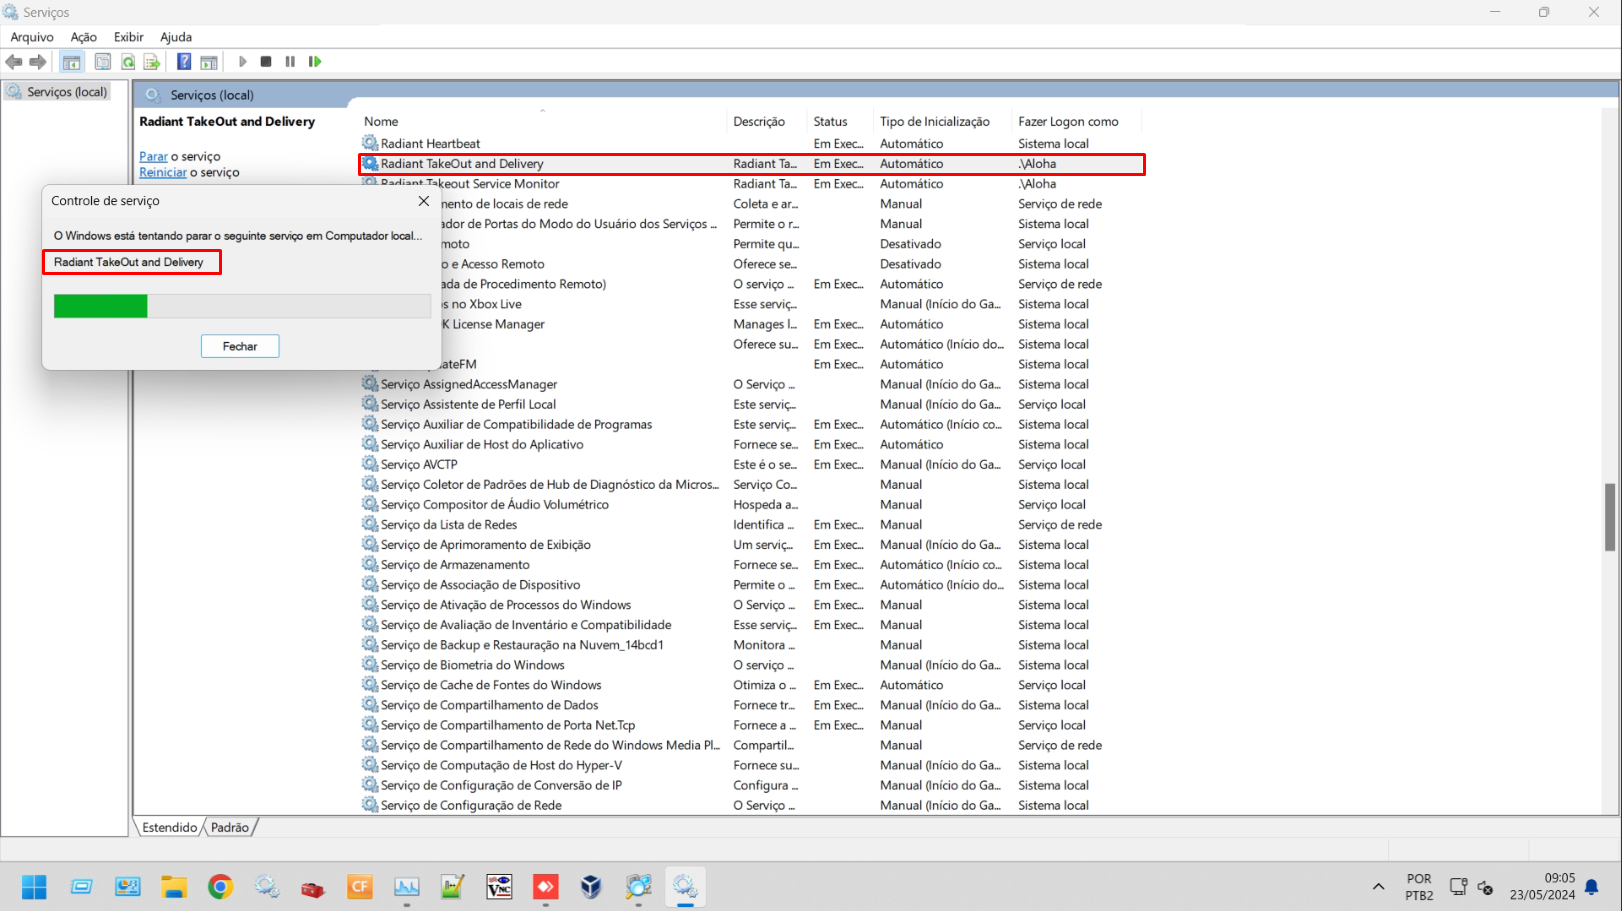 Serviços
Arquivo Ação Exibir Ajuda
Serviços (local)
Serviços (local)
Radiant TakeOut and Delivery
Parar o serviço
Reiniciar o serviço
Nome Descrição Status Tipo de Inicialização Fazer Logon como
Radiant Heartbeat Em Exec... Automático Sistema local
Radiant TakeOut and Delivery Radiant Ta... Em Exec... Automático .\Aloha
Radiant Takeout Service Monitor Radiant Ta... Em Exec... Automático .\Aloha
mento de locais de rede Coleta e ar... Manual Serviço de rede
ador de Portas do Modo do Usuário dos Serviços ... Permite o r... Manual Sistema local
moto Permite qu... Desativado Serviço local
o e Acesso Remoto Oferece se... Desativado Sistema local
ada de Procedimento Remoto) O serviço ... Em Exec... Automático Serviço de rede
s no Xbox Live Esse serviç... Manual (Início do Ga... Sistema local
K License Manager Manages l... Em Exec... Automático Sistema local
Oferece su... Em Exec... Automático (Início do... Sistema local
ateFM Em Exec... Automático Sistema local
Serviço AssignedAccessManager O Serviço ... Manual (Início do Ga... Sistema local
Serviço Assistente de Perfil Local Este serviç... Manual (Início do Ga... Serviço local
Serviço Auxiliar de Compatibilidade de Programas Este serviç... Em Exec... Automático (Início co... Sistema local
Serviço Auxiliar de Host do Aplicativo Fornece se... Em Exec... Automático Sistema local
Serviço AVCTP Este é o se... Em Exec... Manual (Início do Ga... Serviço local
Serviço Coletor de Padrões de Hub de Diagnóstico da Micros... Serviço Co... Manual Sistema local
Serviço Compositor de Áudio Volumétrico Hospeda a... Manual Serviço local
Serviço da Lista de Redes Identifica ... Em Exec... Manual Serviço de rede
Serviço de Aprimoramento de Exibição Um serviç... Em Exec... Manual (Início do Ga... Sistema local
Serviço de Armazenamento Fornece se... Em Exec... Automático (Início co... Sistema local
Serviço de Associação de Dispositivo Permite o ... Em Exec... Automático (Início do... Sistema local
Serviço de Ativação de Processos do Windows O Serviço ... Em Exec... Manual Sistema local
Serviço de Avaliação de Inventário e Compatibilidade Esse serviç... Em Exec... Manual Sistema local
Serviço de Backup e Restauração na Nuvem_14bcd1 Monitora ... Manual Sistema local
Serviço de Biometria do Windows O serviço ... Manual (Início do Ga... Sistema local
Serviço de Cache de Fontes do Windows Otimiza o ... Em Exec... Automático Serviço local
Serviço de Compartilhamento de Dados Fornece tr... Em Exec... Manual (Início do Ga... Sistema local
Serviço de Compartilhamento de Porta Net.Tcp Fornece a ... Em Exec... Manual Serviço local
Serviço de Compartilhamento de Rede do Windows Media Pl... Compartil... Manual Serviço de rede
Serviço de Computação de Host do Hyper-V Fornece su... Manual (Início do Ga... Sistema local
Serviço de Configuração de Conversão de IP Configura ... Manual (Início do Ga... Sistema local
Serviço de Configuração de Rede O Serviço ... Manual (Início do Ga... Sistema local
Controle de serviço
O Windows está tentando parar o seguinte serviço em Computador local...
Radiant TakeOut and Delivery
Fechar
Estendido Padrão
CF
VNC
POR
PTB2
09:05
23/05/2024